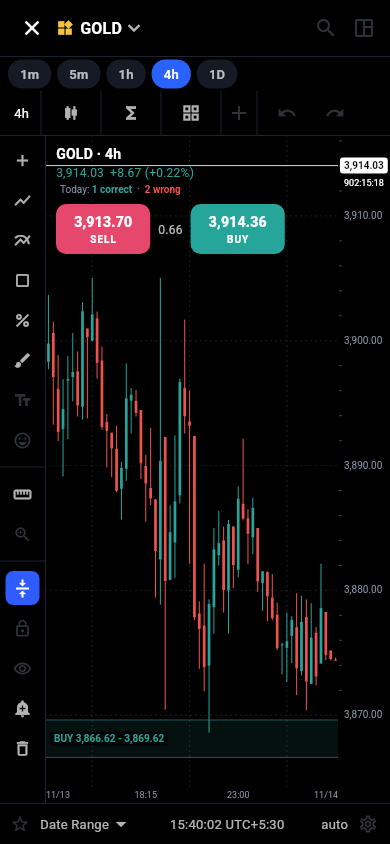 GOLD
1m 5m 1h 4h 1D
4h
GOLD · 4h
3,914.03 +8.67 (+0.22%)
Today: 1 correct · 2 wrong
3,913.70
SELL
0.66
3,914.36
BUY
3,914.03
902:15:18
3,910.00
3,900.00
3,890.00
3,880.00
3,870.00
BUY 3,866.62 - 3,869.62
11/13 18:15 23:00 11/14
Date Range 15:40:02 UTC+5:30 auto